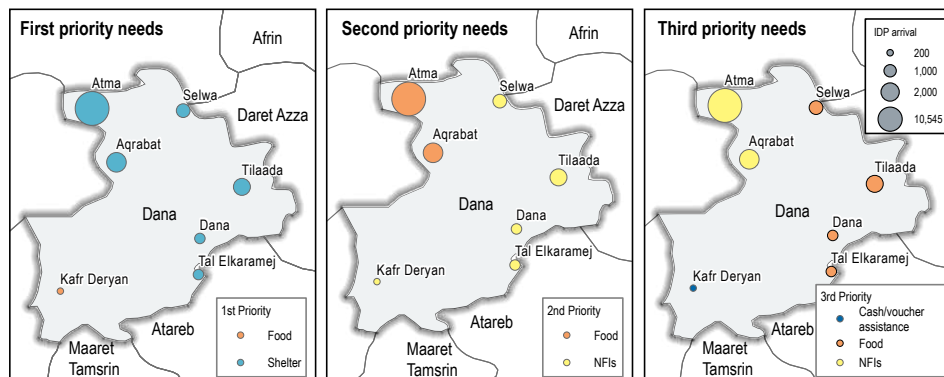 First priority needs
Afrin
Atma
Selwa
Daret Azza
Aqrabat
Tilaada
Dana
Dana
Tal Elkaramej
Kafr Deryan
Atareb
Maaret
Tamsrin
1st Priority
Food
Shelter
Second priority needs
Afrin
Atma
Selwa
Daret Azza
Aqrabat
Tilaada
Dana
Dana
Tal Elkaramej
Kafr Deryan
Atareb
Maaret
Tamsrin
2nd Priority
Food
NFIs
Third priority needs
IDP arrival
200
1,000
2,000
10,545
Atma
Selwa
Daret Azza
Aqrabat
Tilaada
Dana
Dana
Tal Elkaramej
Kafr Deryan
Atareb
Maaret
Tamsrin
3rd Priority
Cash/voucher
assistance
Food
NFIs